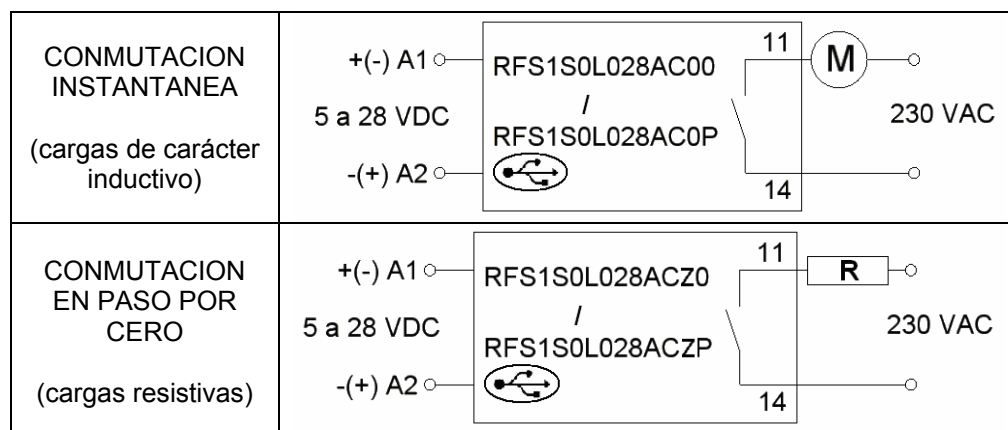 CONMUTACION
INSTANTANEA
(cargas de carácter
inductivo)
+(-) A1
5 a 28 VDC
-(+) A2
RFS1S0L028AC00
/
RFS1S0L028AC0P
11
M
230 VAC
14
CONMUTACION
EN PASO POR
CERO
(cargas resistivas)
+(-) A1
5 a 28 VDC
-(+) A2
RFS1S0L028ACZ0
/
RFS1S0L028ACZP
11
R
230 VAC
14